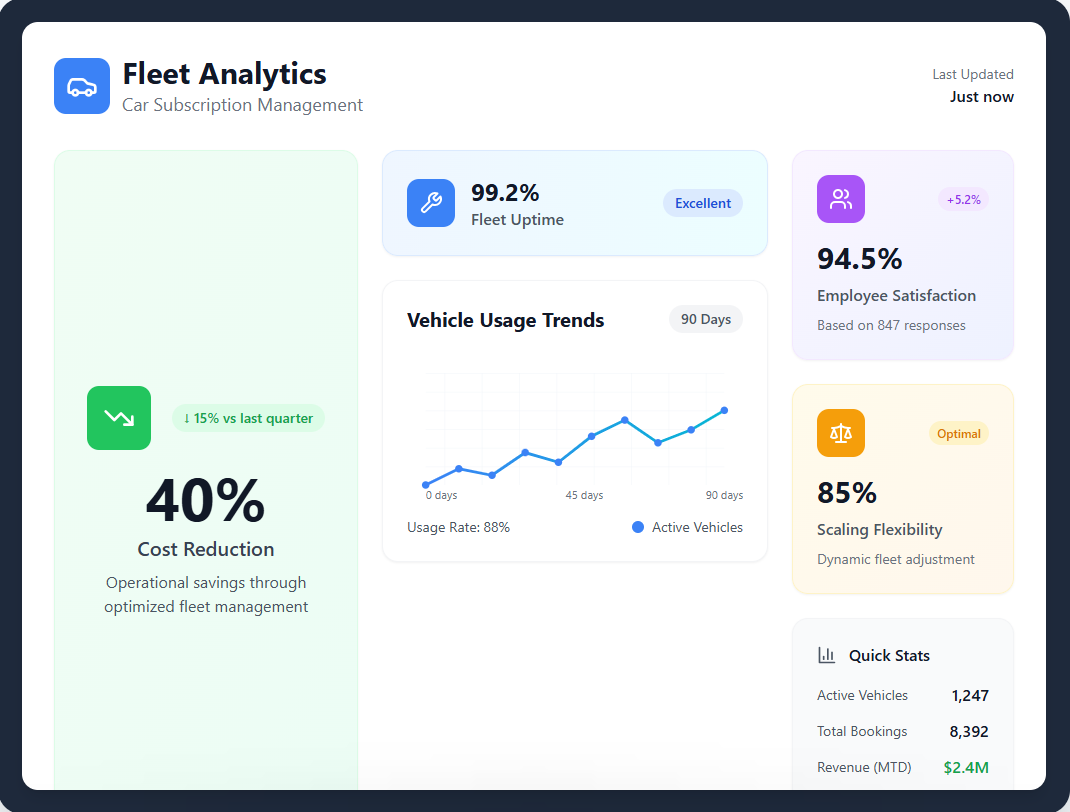 Fleet Analytics
Car Subscription Management
Last Updated
Just now
↓ 15% vs last quarter
40%
Cost Reduction
Operational savings through
optimized fleet management
99.2%
Fleet Uptime
Excellent
Vehicle Usage Trends
90 Days
0 days
45 days
90 days
Usage Rate: 88%
Active Vehicles
+5.2%
94.5%
Employee Satisfaction
Based on 847 responses
Optimal
85%
Scaling Flexibility
Dynamic fleet adjustment
Quick Stats
Active Vehicles 1,247
Total Bookings 8,392
Revenue (MTD) $2.4M